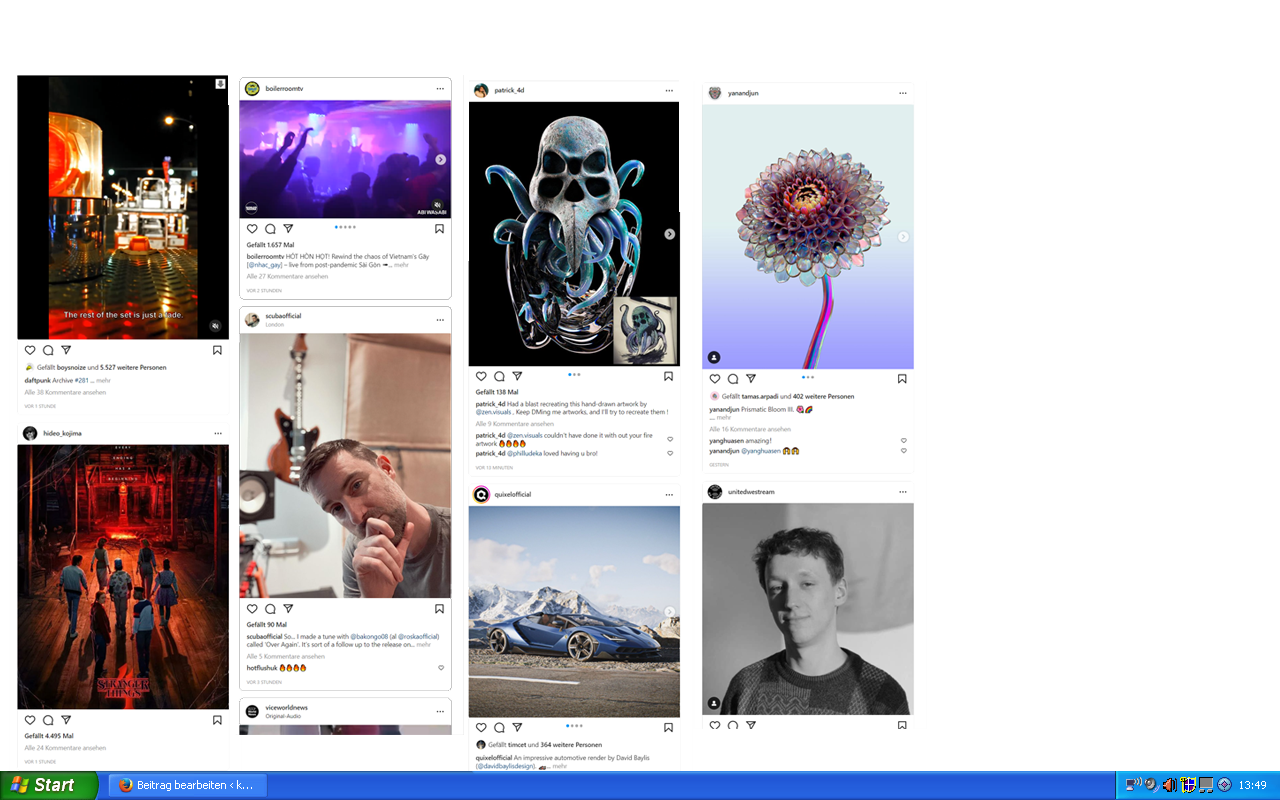 The rest of the set is just a fade.
Gefällt boysnoize und 5.527 weitere Personen
daftpunk Archive #281 ... mehr
Alle 38 Kommentare ansehen
VOR 1 STUNDE
hideo_kojima
EVERY
ENDING
HAS A
BEGINNING
STRANGER
THINGS
Gefällt 4.495 Mal
Alle 24 Kommentare ansehen
VOR 1 STUNDE
boilerroomtv
ABI WASABI
Gefällt 1.657 Mal
boilerroomtv HÓT HÒN HỌT! Rewind the chaos of Vietnam's Gãy
[@nhac_gay] – live from post-pandemic Sài Gòn ➟... mehr
Alle 27 Kommentare ansehen
VOR 2 STUNDEN
scubaofficial
London
Gefällt 90 Mal
scubaofficial So... I made a tune with @bakongo08 (al @roskaofficial)
called 'Over Again'. It's sort of a follow up to the release on... mehr
Alle 5 Kommentare ansehen
hotflushuk 🔥🔥🔥🔥
VOR 3 STUNDEN
viceworldnews
Original-Audio
patrick_4d
Gefällt 138 Mal
patrick_4d Had a blast recreating this hand-drawn artwork by
@zen.visuals . Keep DMing me artworks, and I'll try to recreate them !
Alle 9 Kommentare ansehen
patrick_4d @zen.visuals couldn't have done it with out your fire
artwork 🔥🔥🔥🔥
patrick_4d @philludeka loved having u bro!
VOR 12 MINUTEN
quixelofficial
Gefällt timcet und 364 weitere Personen
quixelofficial An impressive automotive render by David Baylis
(@davidbaylisdesign). 🏎️... mehr
yanandjun
Gefällt tamas.arpadi und 402 weitere Personen
yanandjun Prismatic Bloom III. 🌺🌈
... mehr
Alle 16 Kommentare ansehen
yanghuasen amazing!
yanandjun @yanghuasen 🙌🙌
GESTERN
unitedwestream
Start
Beitrag bearbeiten ‹ k...
13:49